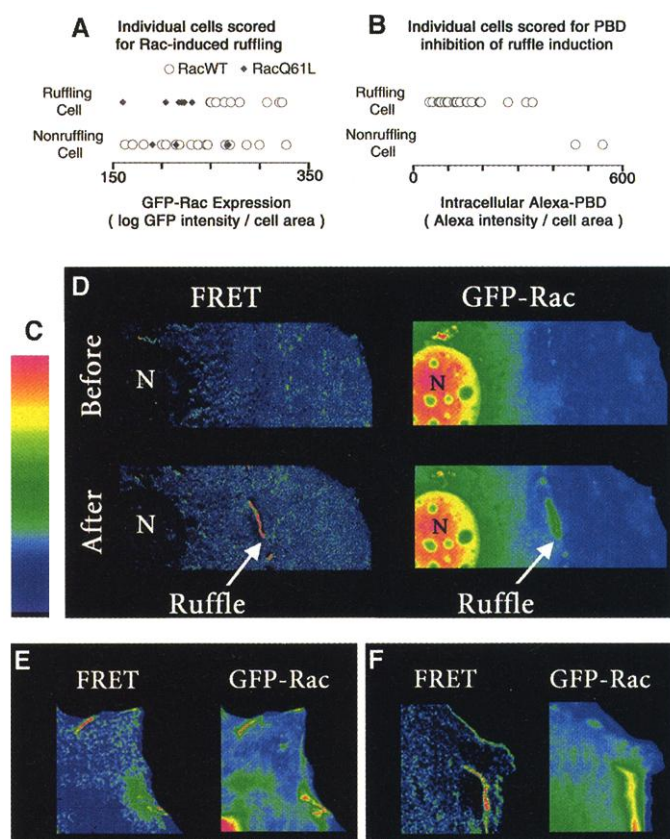 A
Individual cells scored
for Rac-induced ruffling
○ RacWT ◆ RacQ61L
Ruffling
Cell
Nonruffling
Cell
150 350
GFP-Rac Expression
( log GFP intensity / cell area )
B
Individual cells scored for PBD
inhibition of ruffle induction
Ruffling
Cell
Nonruffling
Cell
0 600
Intracellular Alexa-PBD
( Alexa intensity / cell area )
C
D
FRET GFP-Rac
Before
N N
After
N N
Ruffle Ruffle
E
FRET GFP-Rac
F
FRET GFP-Rac